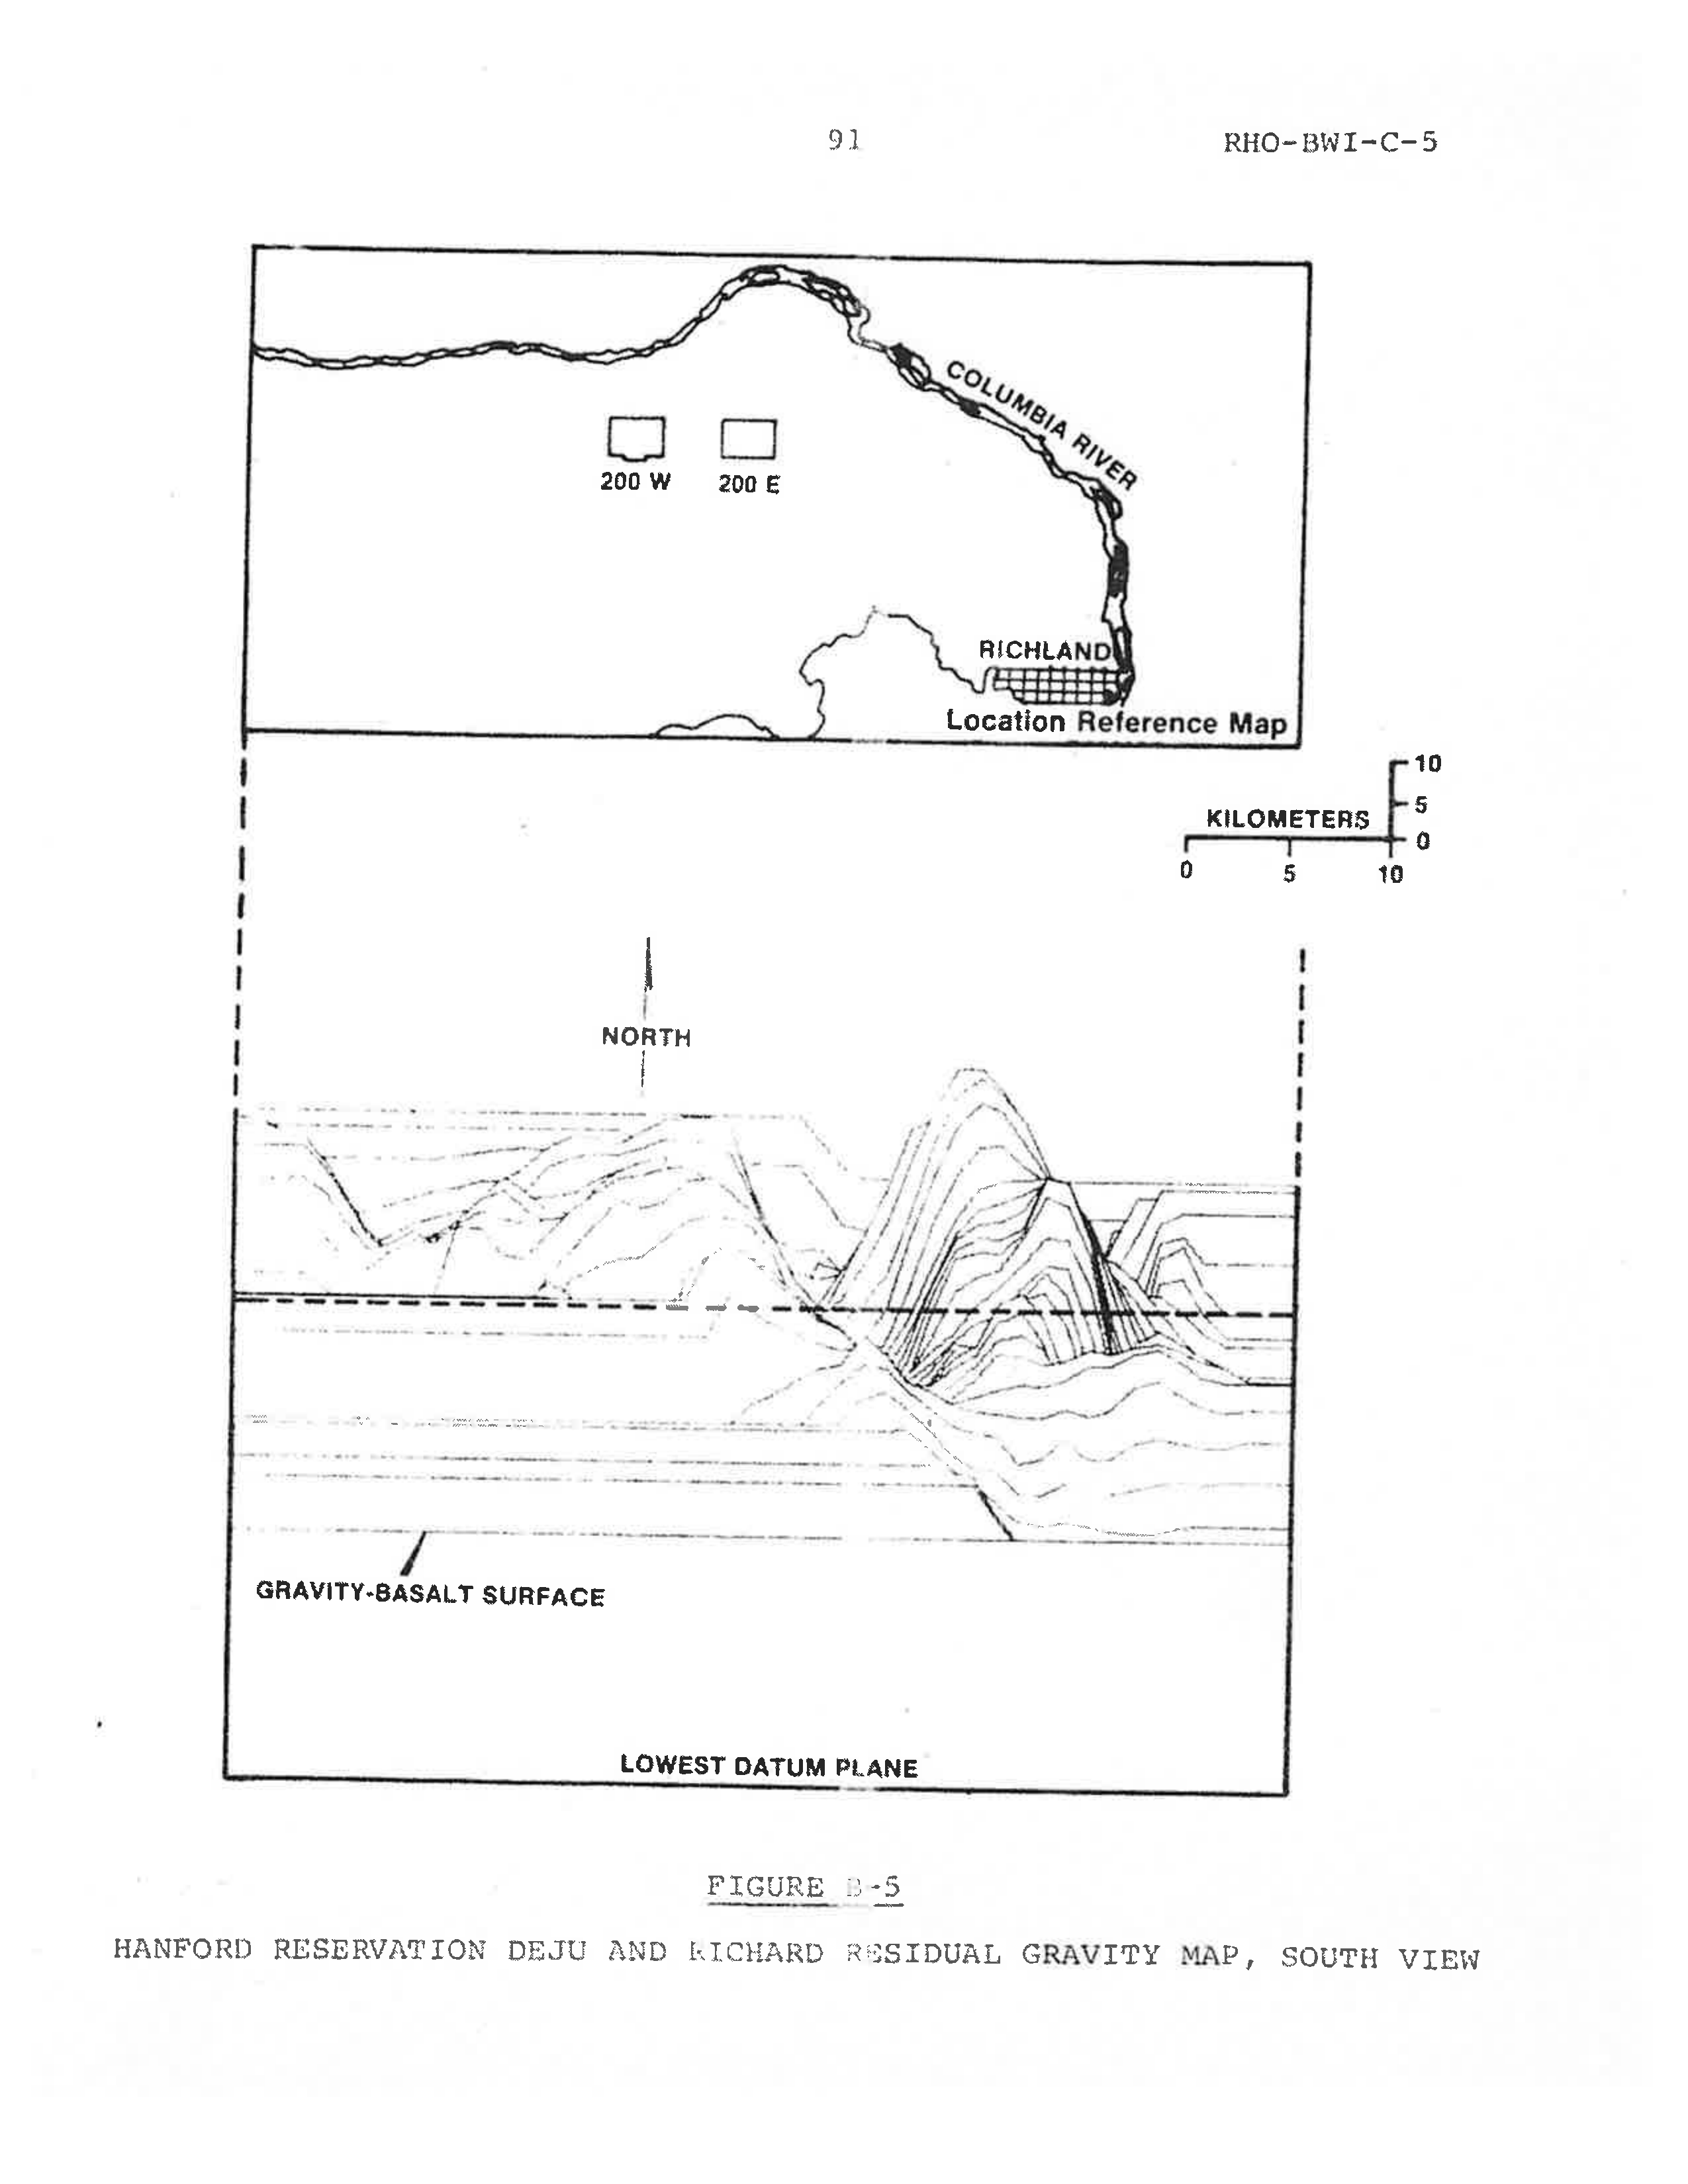 91
RHO-BWI-C-5
COLUMBIA RIVER
200 W
200 E
RICHLAND
Location Reference Map
10
5
0
KILOMETERS
0
5
10
NORTH
GRAVITY-BASALT SURFACE
LOWEST DATUM PLANE
FIGURE B-5
HANFORD RESERVATION DEJU AND RICHARD RESIDUAL GRAVITY MAP, SOUTH VIEW